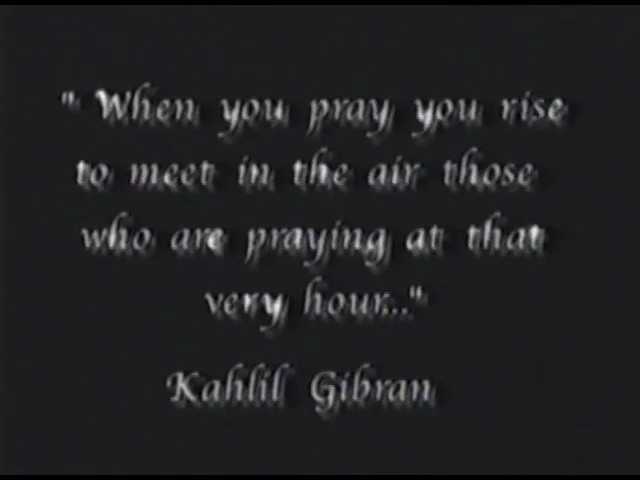 " When you pray you rise
to meet in the air those
who are praying at that
very hour..."
Kahlil Gibran